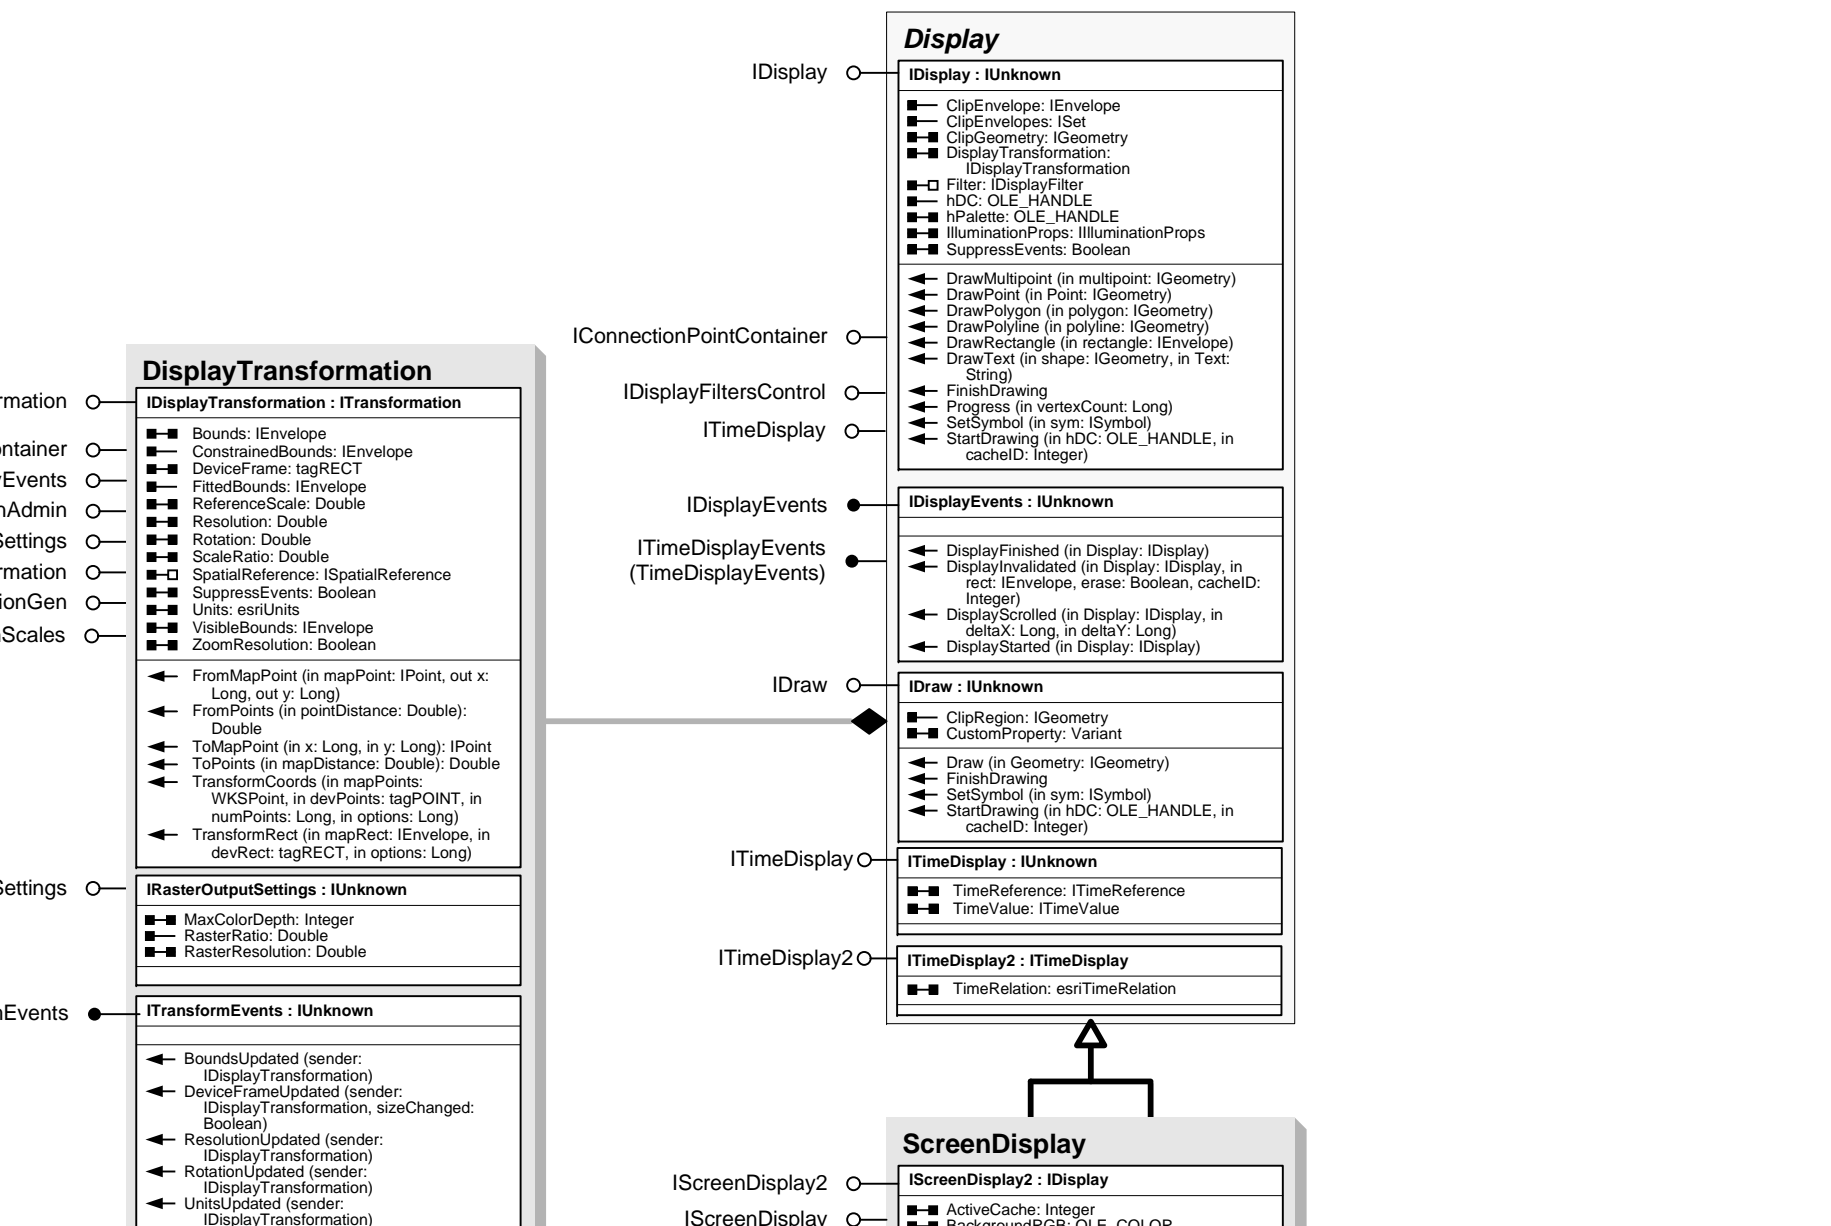 Display
IDisplay
IDisplay : IUnknown
ClipEnvelope: IEnvelope
ClipEnvelopes: ISet
ClipGeometry: IGeometry
DisplayTransformation:
IDisplayTransformation
Filter: IDisplayFilter
hDC: OLE_HANDLE
hPalette: OLE_HANDLE
IlluminationProps: IIlluminationProps
SuppressEvents: Boolean
DrawMultipoint (in multipoint: IGeometry)
DrawPoint (in Point: IGeometry)
DrawPolygon (in polygon: IGeometry)
DrawPolyline (in polyline: IGeometry)
DrawRectangle (in rectangle: IEnvelope)
DrawText (in shape: IGeometry, in Text:
String)
FinishDrawing
Progress (in vertexCount: Long)
SetSymbol (in sym: ISymbol)
StartDrawing (in hDC: OLE_HANDLE, in
cacheID: Integer)
IConnectionPointContainer
IDisplayFiltersControl
ITimeDisplay
IDisplayEvents
IDisplayEvents : IUnknown
ITimeDisplayEvents
(TimeDisplayEvents)
DisplayFinished (in Display: IDisplay)
DisplayInvalidated (in Display: IDisplay, in
rect: IEnvelope, erase: Boolean, cacheID:
Integer)
DisplayScrolled (in Display: IDisplay, in
deltaX: Long, in deltaY: Long)
DisplayStarted (in Display: IDisplay)
IDraw
IDraw : IUnknown
ClipRegion: IGeometry
CustomProperty: Variant
Draw (in Geometry: IGeometry)
FinishDrawing
SetSymbol (in sym: ISymbol)
StartDrawing (in hDC: OLE_HANDLE, in
cacheID: Integer)
ITimeDisplay
ITimeDisplay : IUnknown
TimeReference: ITimeReference
TimeValue: ITimeValue
ITimeDisplay2
ITimeDisplay2 : ITimeDisplay
TimeRelation: esriTimeRelation
DisplayTransformation
rmation
IDisplayTransformation : ITransformation
ntainer
Events
nAdmin
Settings
rmation
ionGen
Scales
Bounds: IEnvelope
ConstrainedBounds: IEnvelope
DeviceFrame: tagRECT
FittedBounds: IEnvelope
ReferenceScale: Double
Resolution: Double
Rotation: Double
ScaleRatio: Double
SpatialReference: ISpatialReference
SuppressEvents: Boolean
Units: esriUnits
VisibleBounds: IEnvelope
ZoomResolution: Boolean
FromMapPoint (in mapPoint: IPoint, out x:
Long, out y: Long)
FromPoints (in pointDistance: Double):
Double
ToMapPoint (in x: Long, in y: Long): IPoint
ToPoints (in mapDistance: Double): Double
TransformCoords (in mapPoints:
WKSPoint, in devPoints: tagPOINT, in
numPoints: Long, in options: Long)
TransformRect (in mapRect: IEnvelope, in
devRect: tagRECT, in options: Long)
Settings
IRasterOutputSettings : IUnknown
MaxColorDepth: Integer
RasterRatio: Double
RasterResolution: Double
nEvents
ITransformEvents : IUnknown
BoundsUpdated (sender:
IDisplayTransformation)
DeviceFrameUpdated (sender:
IDisplayTransformation, sizeChanged:
Boolean)
ResolutionUpdated (sender:
IDisplayTransformation)
RotationUpdated (sender:
IDisplayTransformation)
UnitsUpdated (sender:
IDisplayTransformation)
ScreenDisplay
IScreenDisplay2
IScreenDisplay2 : IDisplay
IScreenDisplay
ActiveCache: Integer
BackgroundRGB: OLE_COLOR